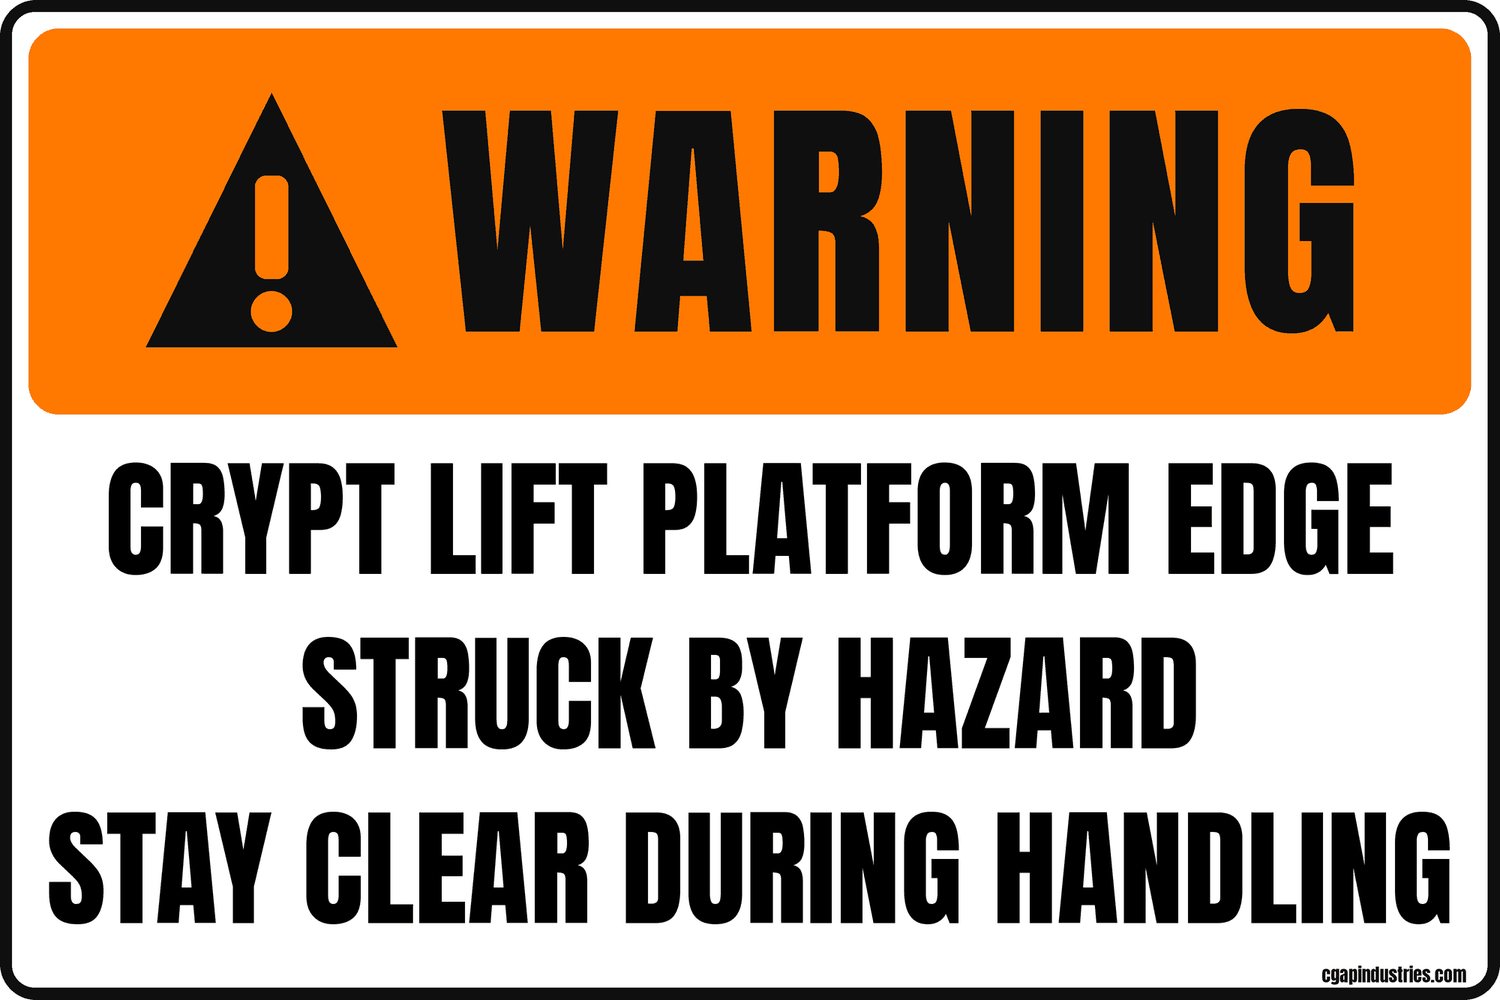 WARNING
CRYPT LIFT PLATFORM EDGE
STRUCK BY HAZARD
STAY CLEAR DURING HANDLING
cgapindustries.com